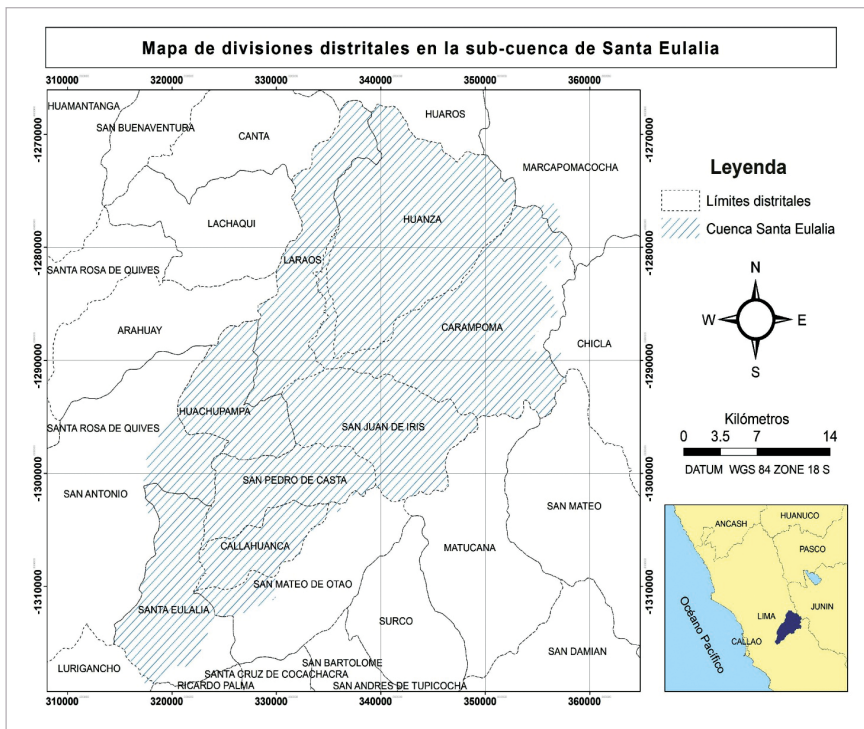 Mapa de divisiones distritales en la sub-cuenca de Santa Eulalia
310000 320000 330000 340000 350000 360000
HUAMANTANGA
HUAROS
SAN BUENAVENTURA
CANTA
-1270000
-1270000
MARCAPOMACOCHA
LACHAQUI
HUANZA
-1280000
-1280000
LARAOS
SANTA ROSA DE QUIVES
ARAHUAY
CARAMPOMA
CHICLA
-1290000
-1290000
HUACHUPAMPA
SANTA ROSA DE QUIVES
SAN JUAN DE IRIS
-1300000
-1300000
SAN PEDRO DE CASTA
SAN ANTONIO
SAN MATEO
CALLAHUANCA
MATUCANA
SAN MATEO DE OTAO
-1310000
-1310000
SANTA EULALIA
SURCO
SAN DAMIAN
LURIGANCHO
SAN BARTOLOME
SANTA CRUZ DE COCACHACRA
RICARDO PALMA
SAN ANDRES DE TUPICOCHA
310000 320000 330000 340000 350000 360000
Leyenda
Límites distritales
Cuenca Santa Eulalia
N
W E
S
Kilómetros
0 3.5 7 14
DATUM WGS 84 ZONE 18 S
ANCASH
HUANUCO
PASCO
JUNIN
LIMA
CALLAO
Océano Pacífico